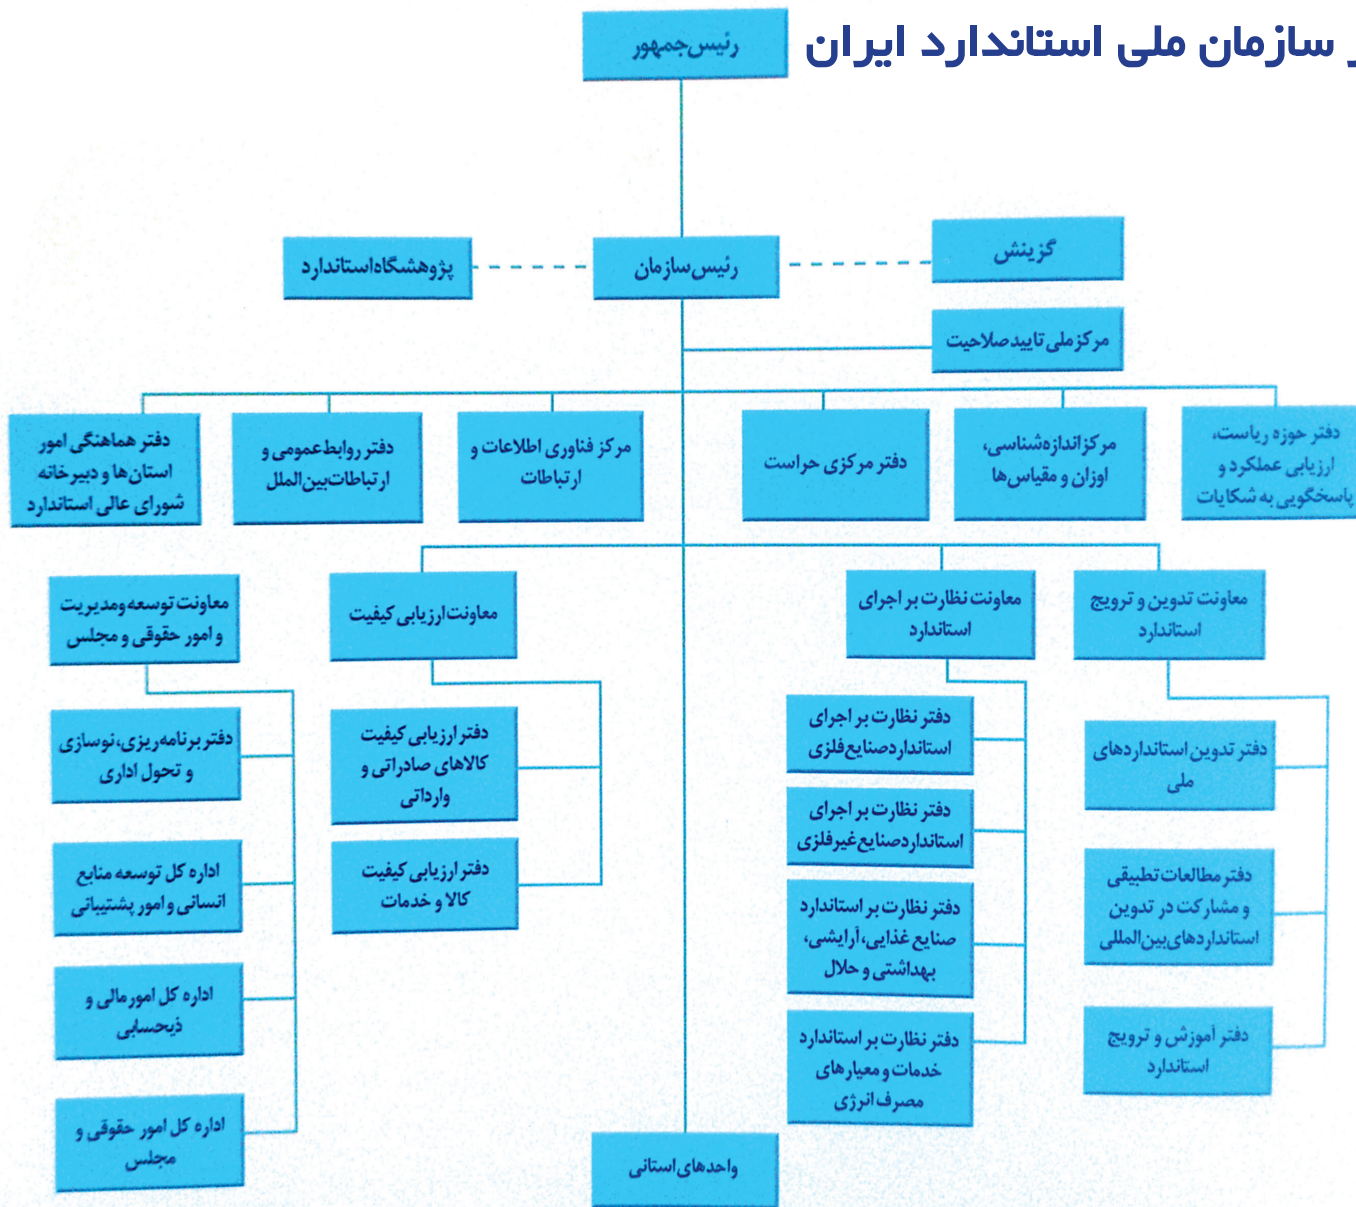 ر سازمان ملی استاندارد ایران
رئیس‌جمهور
گزینش
رئیس سازمان
پژوهشگاه استاندارد
مرکز ملی تایید صلاحیت
دفتر حوزه ریاست،
ارزیابی عملکرد و
پاسخگویی به شکایات
مرکز اندازه‌شناسی،
اوزان و مقیاس‌ها
دفتر مرکزی حراست
مرکز فناوری اطلاعات و
ارتباطات
دفتر روابط عمومی و
ارتباطات بین‌الملل
دفتر هماهنگی امور
استان‌ها و دبیرخانه
شورای عالی استاندارد
معاونت تدوین و ترویج
استاندارد
دفتر تدوین استانداردهای
ملی
دفتر مطالعات تطبیقی
و مشارکت در تدوین
استانداردهای بین‌المللی
دفتر آموزش و ترویج
استاندارد
معاونت نظارت بر اجرای
استاندارد
دفتر نظارت بر اجرای
استاندارد صنایع فلزی
دفتر نظارت بر اجرای
استاندارد صنایع غیرفلزی
دفتر نظارت بر استاندارد
صنایع غذایی، آرایشی،
بهداشتی و حلال
دفتر نظارت بر استاندارد
خدمات و معیارهای
مصرف انرژی
معاونت ارزیابی کیفیت
دفتر ارزیابی کیفیت
کالاهای صادراتی و
وارداتی
دفتر ارزیابی کیفیت
کالا و خدمات
معاونت توسعه و مدیریت
و امور حقوقی و مجلس
دفتر برنامه‌ریزی، نوسازی
و تحول اداری
اداره کل توسعه منابع
انسانی و امور پشتیبانی
اداره کل امور مالی و
ذیحسابی
اداره کل امور حقوقی و
مجلس
واحدهای استانی